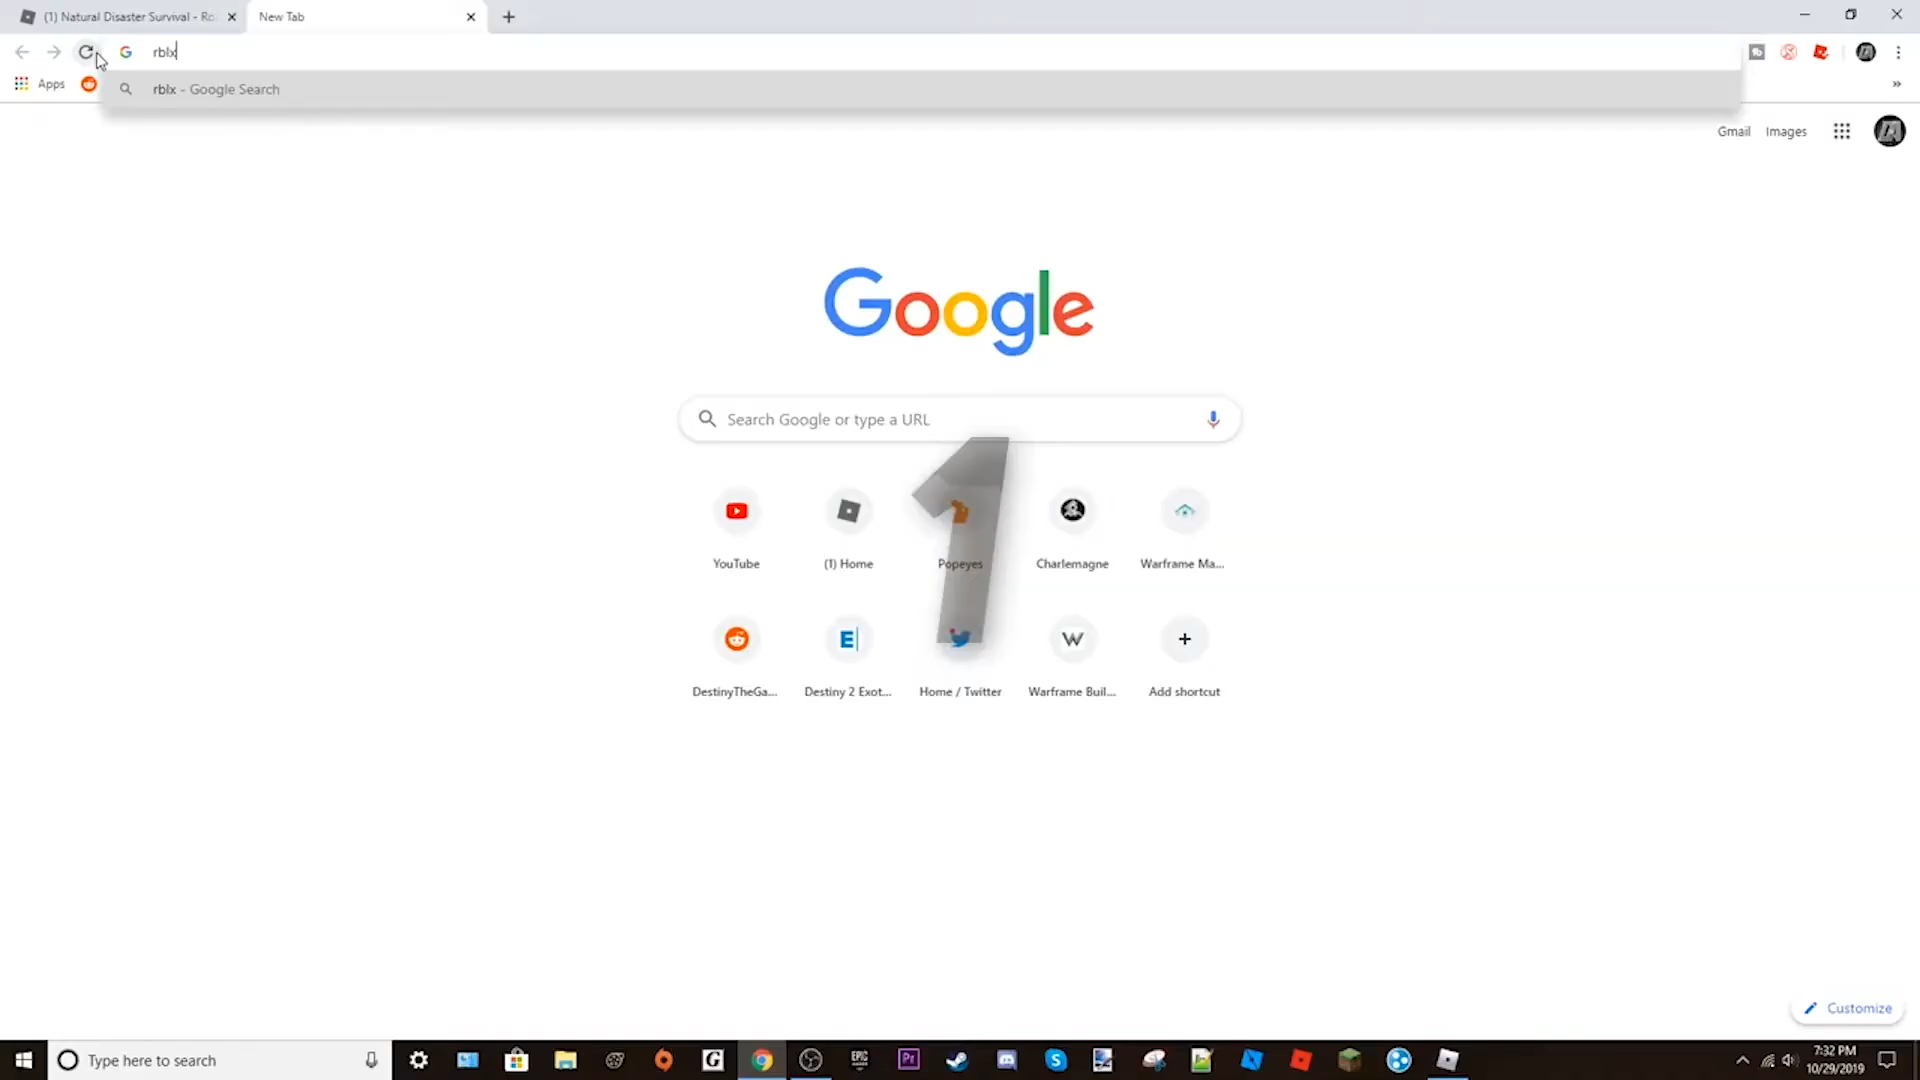 (1) Natural Disaster Survival - Ro
New Tab
rblx
Apps
rblx - Google Search
Gmail
Images
Google
Search Google or type a URL
1
YouTube
(1) Home
Popeyes
Charlemagne
Warframe Ma...
DestinyTheGa...
Destiny 2 Exot...
Home / Twitter
Warframe Buil...
Add shortcut
Customize
Type here to search
EPIC
Pr
7:32 PM
10/29/2019